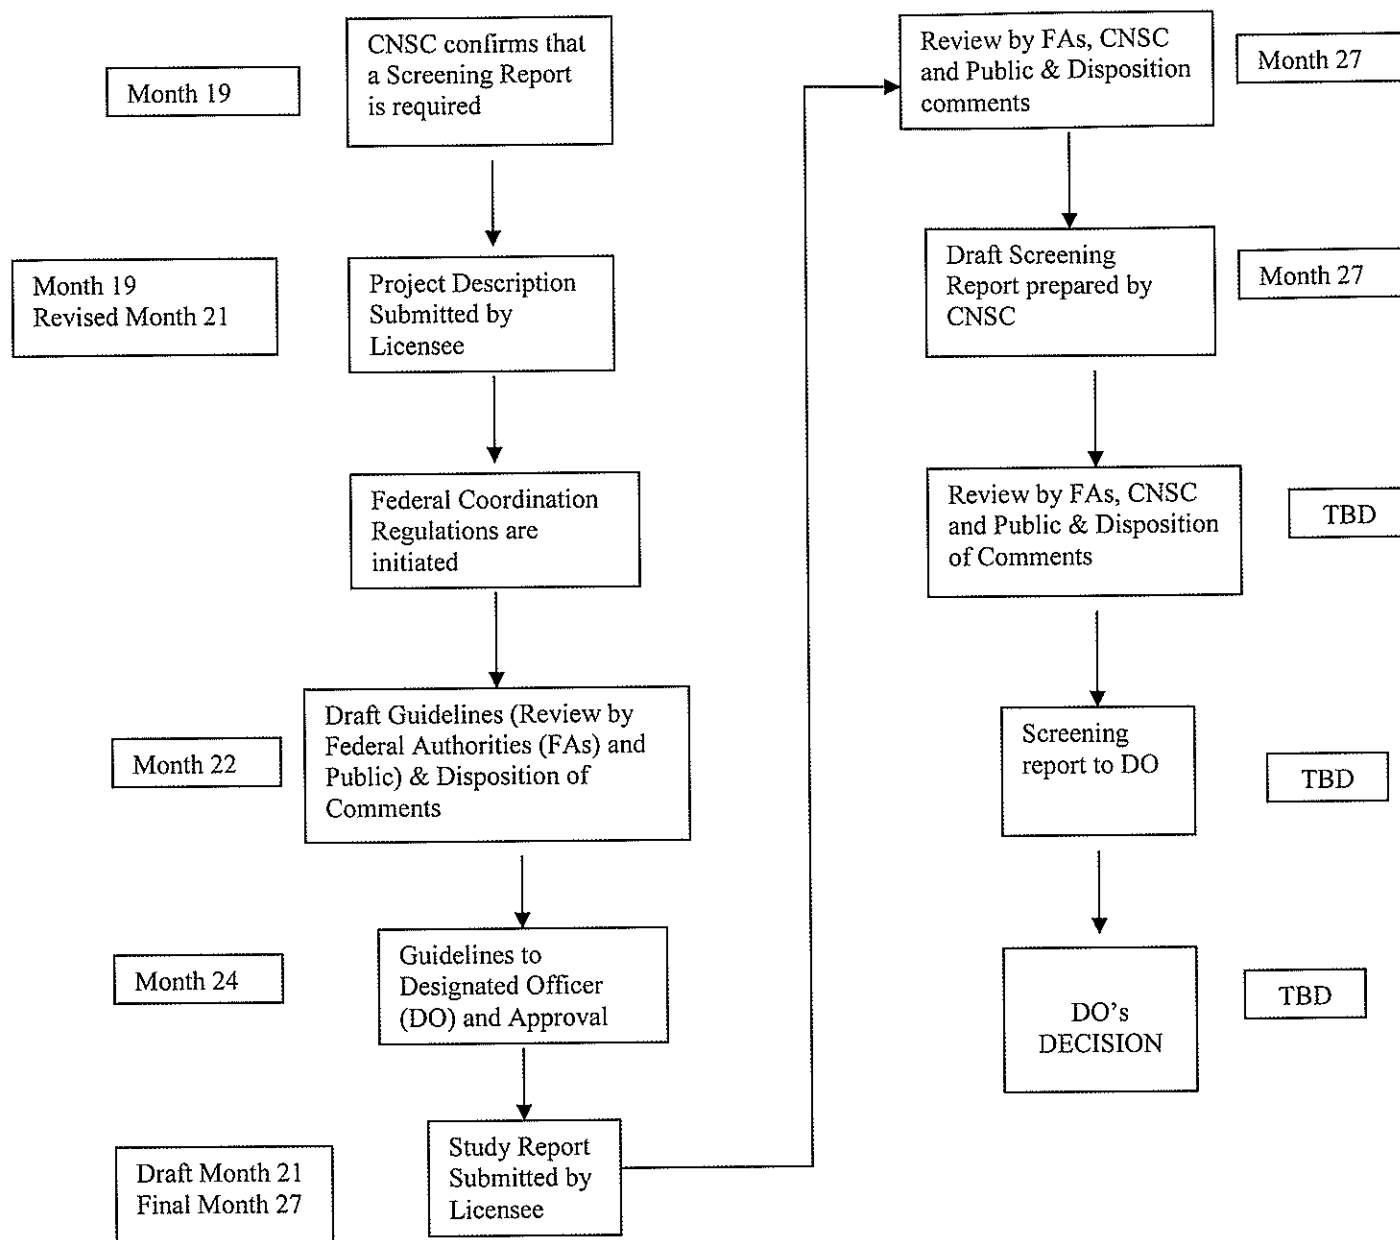 Month 19
CNSC confirms that
a Screening Report
is required
Month 19
Revised Month 21
Project Description
Submitted by
Licensee
Federal Coordination
Regulations are
initiated
Month 22
Draft Guidelines (Review by
Federal Authorities (FAs) and
Public) & Disposition of
Comments
Month 24
Guidelines to
Designated Officer
(DO) and Approval
Draft Month 21
Final Month 27
Study Report
Submitted by
Licensee
Review by FAs, CNSC
and Public & Disposition
comments
Month 27
Draft Screening
Report prepared by
CNSC
Month 27
Review by FAs, CNSC
and Public & Disposition
of Comments
TBD
Screening
report to DO
TBD
DO's
DECISION
TBD